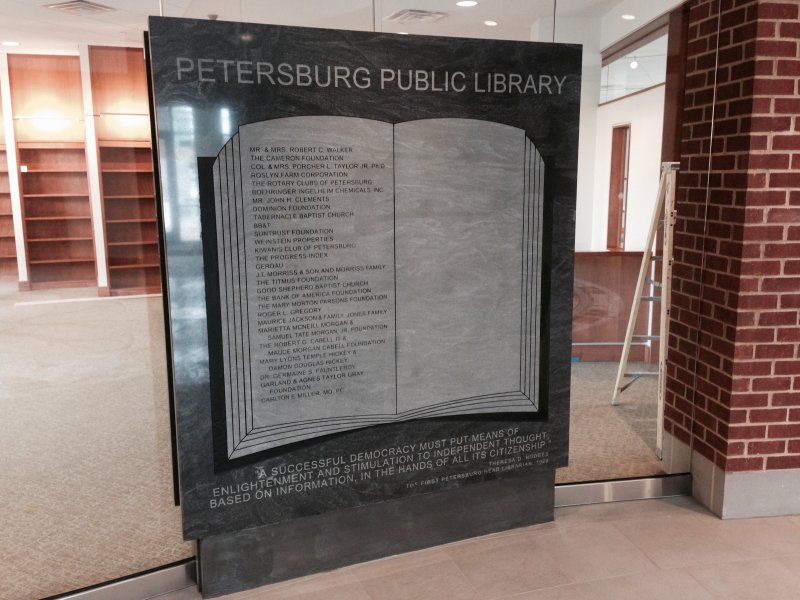 PETERSBURG PUBLIC LIBRARY
MR. & MRS. ROBERT C. WALKER
THE CAMERON FOUNDATION
COL. & MRS. PORCHER L. TAYLOR JR. PH.D
ROSLYN FARM CORPORATION
THE ROTARY CLUBS OF PETERSBURG
BOEHRINGER INGELHEIM CHEMICALS, INC.
MR. JOHN H. CLEMENTS
DOMINION FOUNDATION
TABERNACLE BAPTIST CHURCH
BB&T
SUNTRUST FOUNDATION
WEINSTEIN PROPERTIES
KIWANIS CLUB OF PETERSBURG
THE PROGRESS-INDEX
GERDAU
J.L. MORRISS & SON AND MORRISS FAMILY
THE TITMUS FOUNDATION
GOOD SHEPHERD BAPTIST CHURCH
THE BANK OF AMERICA FOUNDATION
THE MARY MORTON PARSONS FOUNDATION
ROGER L. GREGORY
MAURICE JACKSON & FAMILY, JONES FAMILY
MARIETTA MCNEILL MORGAN &
SAMUEL TATE MORGAN, JR. FOUNDATION
THE ROBERT G. CABELL III &
MAUDE MORGAN CABELL FOUNDATION
MARY LYONS TEMPLE HICKEY &
DAMON DOUGLAS HICKEY
DR. GERMAINE S. FAUNTLEROY
GARLAND & AGNES TAYLOR GRAY
FOUNDATION
CARLTON E MILLER, MD, PC
"A SUCCESSFUL DEMOCRACY MUST PUT MEANS OF
ENLIGHTENMENT AND STIMULATION TO INDEPENDENT THOUGHT,
BASED ON INFORMATION, IN THE HANDS OF ALL ITS CITIZENSHIP".
THERESA D. HODGES
THE FIRST PETERSBURG HEAD LIBRARIAN,